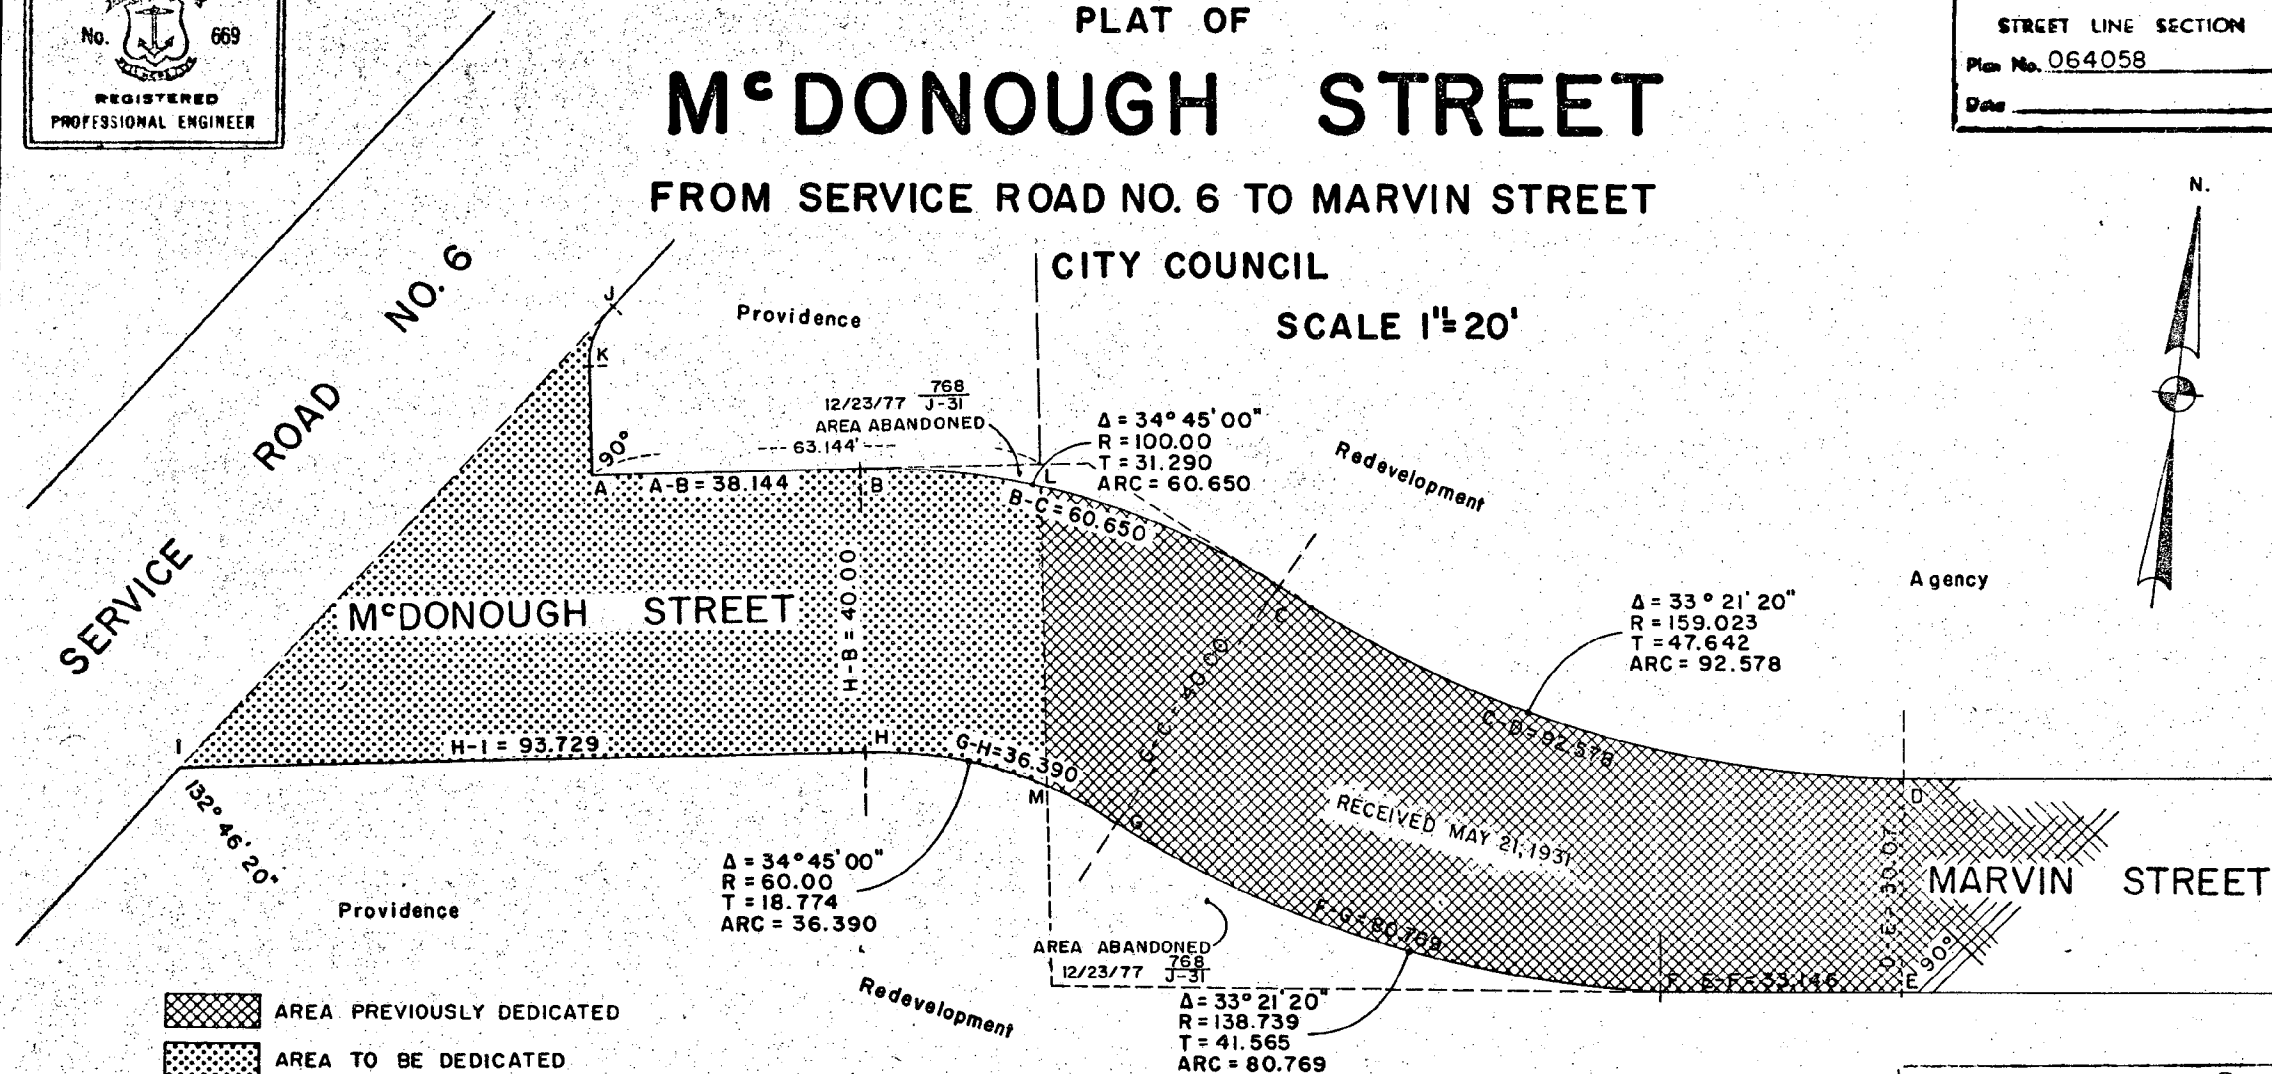 No. 669
REGISTERED
PROFESSIONAL ENGINEER
PLAT OF
McDONOUGH STREET
FROM SERVICE ROAD NO. 6 TO MARVIN STREET
CITY COUNCIL
SCALE 1"=20'
STREET LINE SECTION
Plan No. 064058
Date
N.
SERVICE ROAD NO. 6
J
K
Providence
12/23/77 768
J-31
AREA ABANDONED
63.144'
90°
A
A-B = 38.144
B
L
B-C = 60.650
Δ = 34° 45' 00"
R = 100.00
T = 31.290
ARC = 60.650
Redevelopment
Agency
H-B = 40.00
McDONOUGH STREET
C
G-C = 40.00
Δ = 33° 21' 20"
R = 159.023
T = 47.642
ARC = 92.578
C-D = 92.578
I
H-I = 93.729
H
G-H = 36.390
M
G
132° 46' 20"
RECEIVED MAY 21, 1931
D
D-E = 30.07
MARVIN STREET
Δ = 34° 45' 00"
R = 60.00
T = 18.774
ARC = 36.390
Providence
Redevelopment
AREA ABANDONED
12/23/77 768
J-31
F-G = 80.769
F
E-F = 33.146
E
90°
Δ = 33° 21' 20"
R = 138.739
T = 41.565
ARC = 80.769
AREA PREVIOUSLY DEDICATED
AREA TO BE DEDICATED